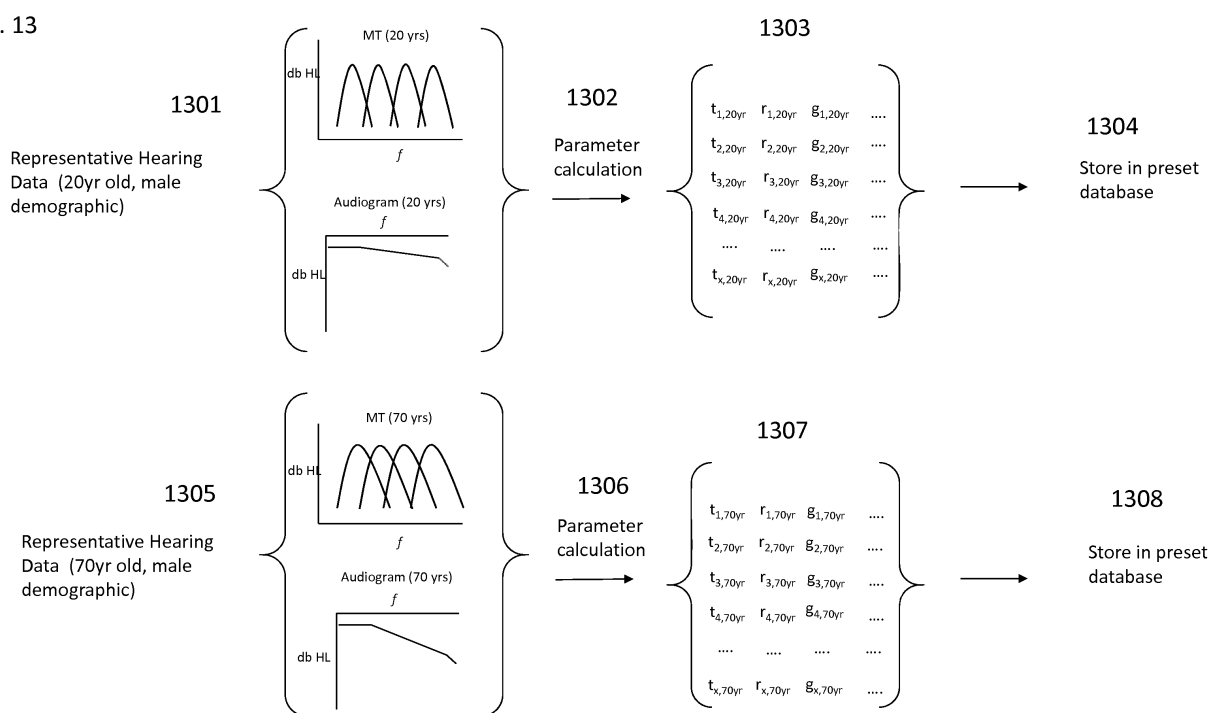 . 13
1301
Representative Hearing
Data (20yr old, male
demographic)
MT (20 yrs)
db HL
f
Audiogram (20 yrs)
f
db HL
1302
Parameter
calculation
1303
t1,20yr r1,20yr g1,20yr ....
t2,20yr r2,20yr g2,20yr ....
t3,20yr r3,20yr g3,20yr ....
t4,20yr r4,20yr g4,20yr ....
.... .... .... ....
tx,20yr rx,20yr gx,20yr ....
1304
Store in preset
database
1305
Representative Hearing
Data (70yr old, male
demographic)
MT (70 yrs)
db HL
f
Audiogram (70 yrs)
f
db HL
1306
Parameter
calculation
1307
t1,70yr r1,70yr g1,70yr ....
t2,70yr r2,70yr g2,70yr ....
t3,70yr r3,70yr g3,70yr ....
t4,70yr r4,70yr g4,70yr ....
.... .... .... ....
tx,70yr rx,70yr gx,70yr ....
1308
Store in preset
database